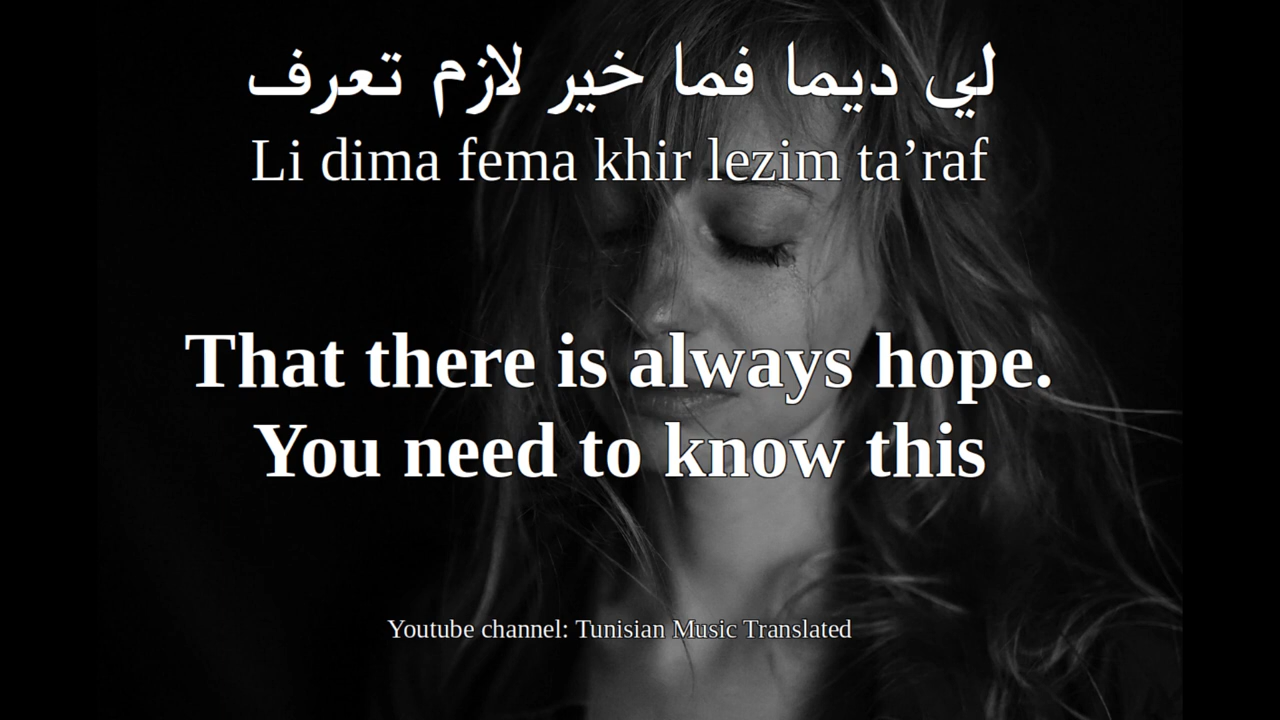 لي ديما فما خير لازم تعرف
Li dima fema khir lezim ta’raf
That there is always hope.
You need to know this
Youtube channel: Tunisian Music Translated